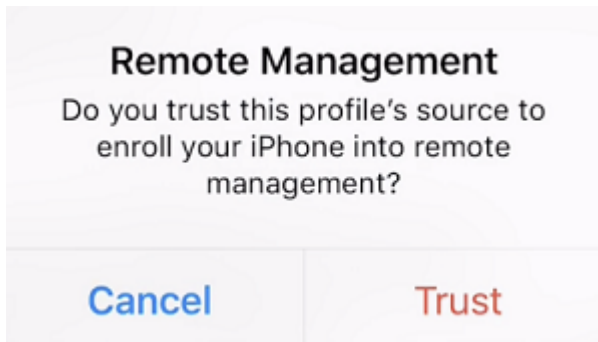 Remote Management
Do you trust this profile’s source to
enroll your iPhone into remote
management?
Cancel
Trust